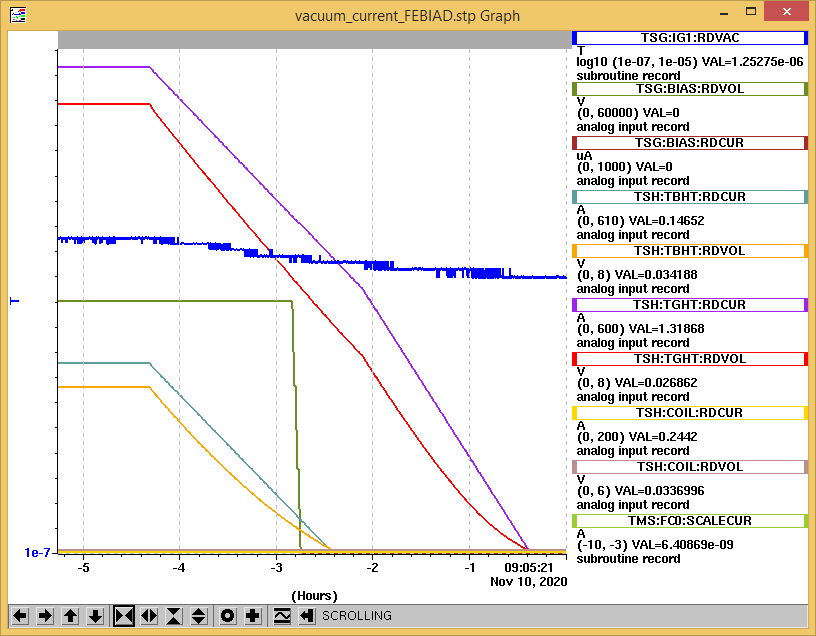 vacuum_current_FEBIAD.stp Graph
TSG:IG1:RDVAC
T
log10 (1e-07, 1e-05) VAL=1.25275e-06
subroutine record
TSG:BIAS:RDVOL
V
(0, 60000) VAL=0
analog input record
TSG:BIAS:RDCUR
uA
(0, 1000) VAL=0
analog input record
TSH:TBHT:RDCUR
A
(0, 610) VAL=0.14652
analog input record
TSH:TBHT:RDVOL
V
(0, 8) VAL=0.034188
analog input record
TSH:TGHT:RDCUR
A
(0, 600) VAL=1.31868
analog input record
TSH:TGHT:RDVOL
V
(0, 8) VAL=0.026862
analog input record
TSH:COIL:RDCUR
A
(0, 200) VAL=0.2442
analog input record
TSH:COIL:RDVOL
V
(0, 6) VAL=0.0336996
analog input record
TMS:FC0:SCALECUR
A
(-10, -3) VAL=6.40869e-09
subroutine record
T
1e-7
-5 -4 -3 -2 -1 09:05:21
Nov 10, 2020
(Hours)
SCROLLING